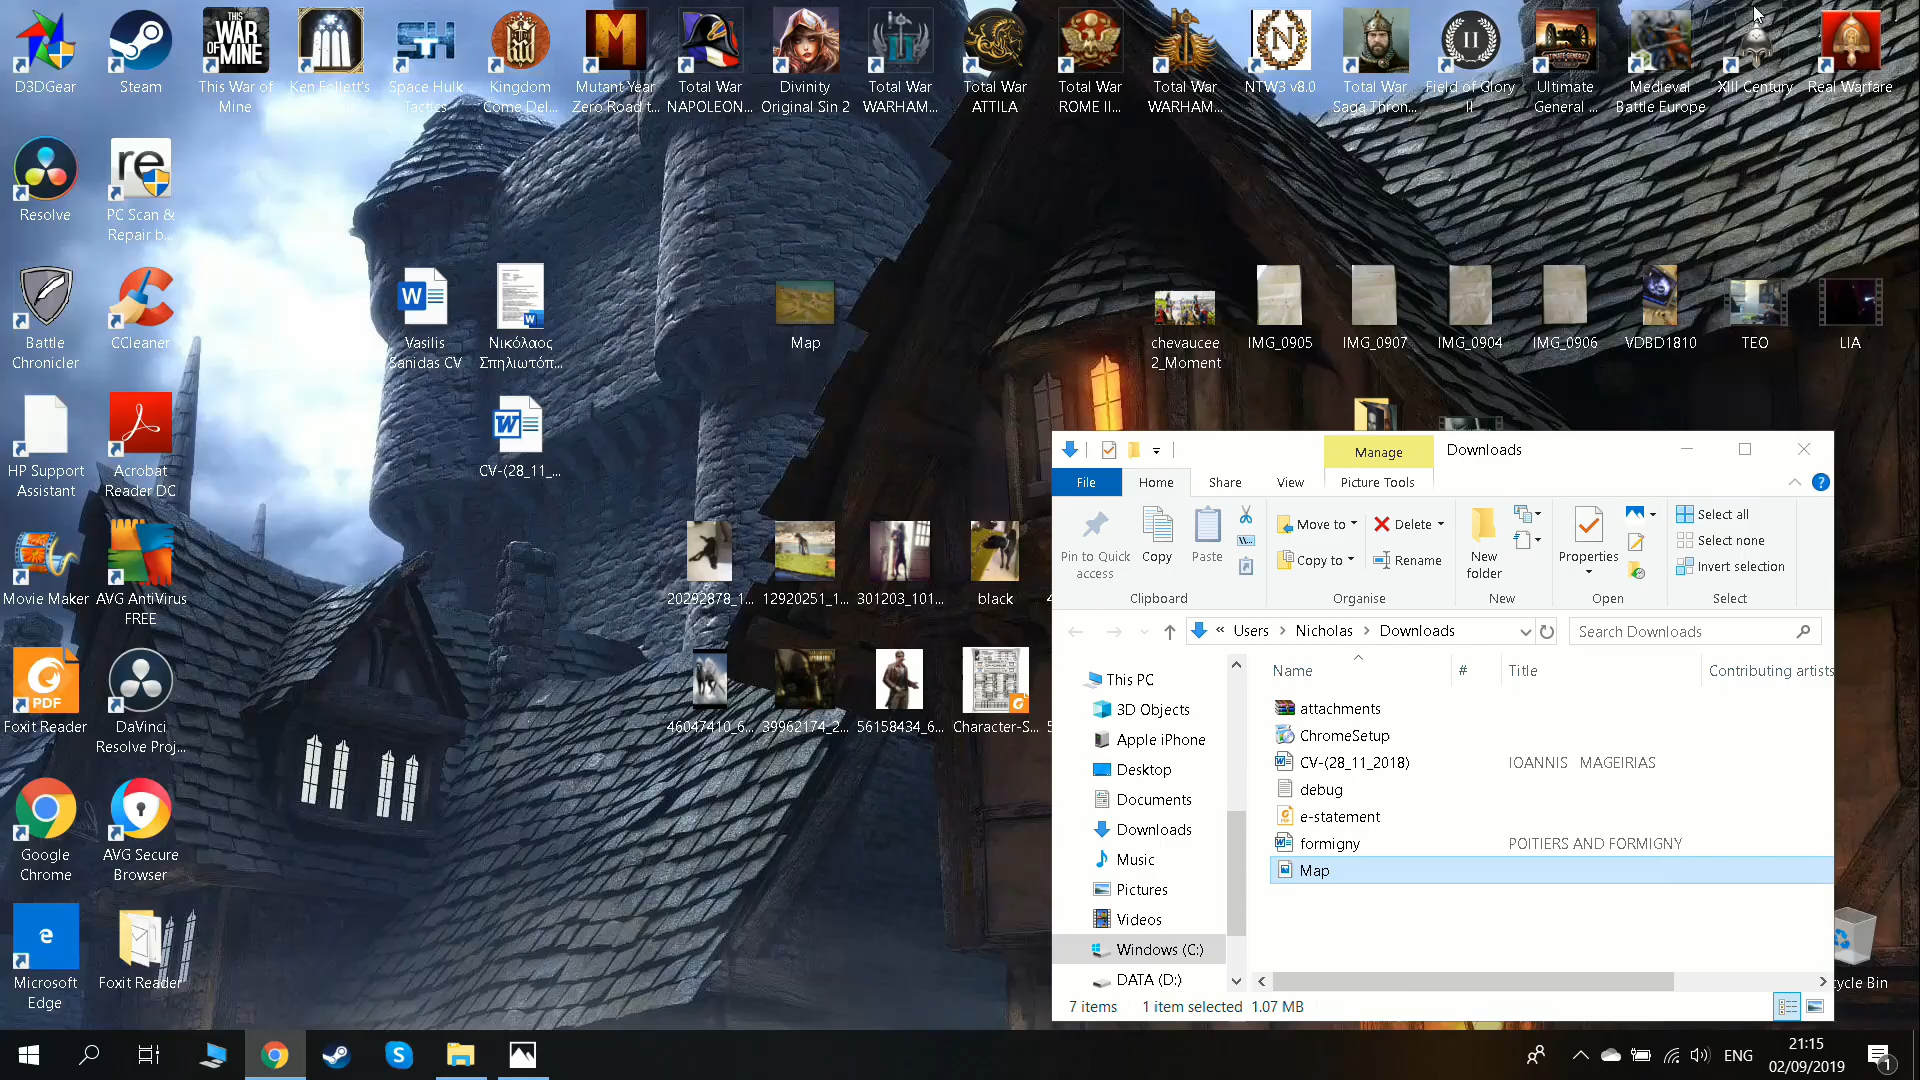 D3DGear
Steam
This War of
Mine
Ken Follett's
Space Hulk
Tactics
Kingdom
Come Del...
Mutant Year
Zero Road t...
Total War
NAPOLEON...
Divinity
Original Sin 2
Total War
WARHAM...
Total War
ATTILA
Total War
ROME II...
Total War
WARHAM...
NTW3 v8.0
Total War
Saga Thron...
Field of Glory
II
Ultimate
General ...
Medieval
Battle Europe
XIII Century
Real Warfare
Resolve
PC Scan &
Repair b...
Battle
Chronicler
CCleaner
Vasilis
Sanidas CV
Νικόλαος
Σπηλιωτόπ...
Map
chevaucee
2_Moment
IMG_0905
IMG_0907
IMG_0904
IMG_0906
VDBD1810
TEO
LIA
HP Support
Assistant
Acrobat
Reader DC
CV-(28_11_...
Movie Maker
AVG AntiVirus
FREE
20292878_1...
12920251_1...
301203_101...
black
Foxit Reader
DaVinci
Resolve Proj...
46047410_6...
39962174_2...
56158434_6...
Character-S...
Google
Chrome
AVG Secure
Browser
Microsoft
Edge
Foxit Reader
Manage
Downloads
File
Home
Share
View
Picture Tools
Pin to Quick
access
Copy
Paste
Move to
Copy to
Delete
Rename
New
folder
Properties
Select all
Select none
Invert selection
Clipboard
Organise
New
Open
Select
« Users > Nicholas > Downloads
Search Downloads
This PC
3D Objects
Apple iPhone
Desktop
Documents
Downloads
Music
Pictures
Videos
Windows (C:)
DATA (D:)
Name
#
Title
Contributing artists
attachments
ChromeSetup
CV-(28_11_2018) IOANNIS MAGEIRIAS
debug
e-statement
formigny POITIERS AND FORMIGNY
Map
7 items
1 item selected 1.07 MB
cycle Bin
ENG
21:15
02/09/2019
1